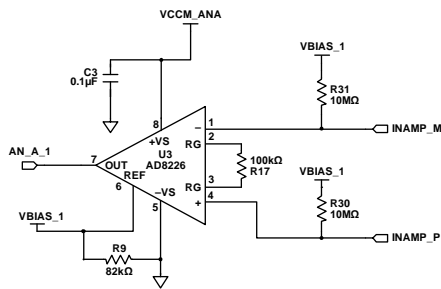 VCCM_ANA
C3
0.1µF
VBIAS_1
R31
10MΩ
8
+VS
U3
AD8226
1
–
2
RG
INAMP_M
AN_A_1
7
OUT
6
REF
100kΩ
R17
3
RG
4
+
–VS
5
VBIAS_1
R30
10MΩ
VBIAS_1
R9
82kΩ
INAMP_P